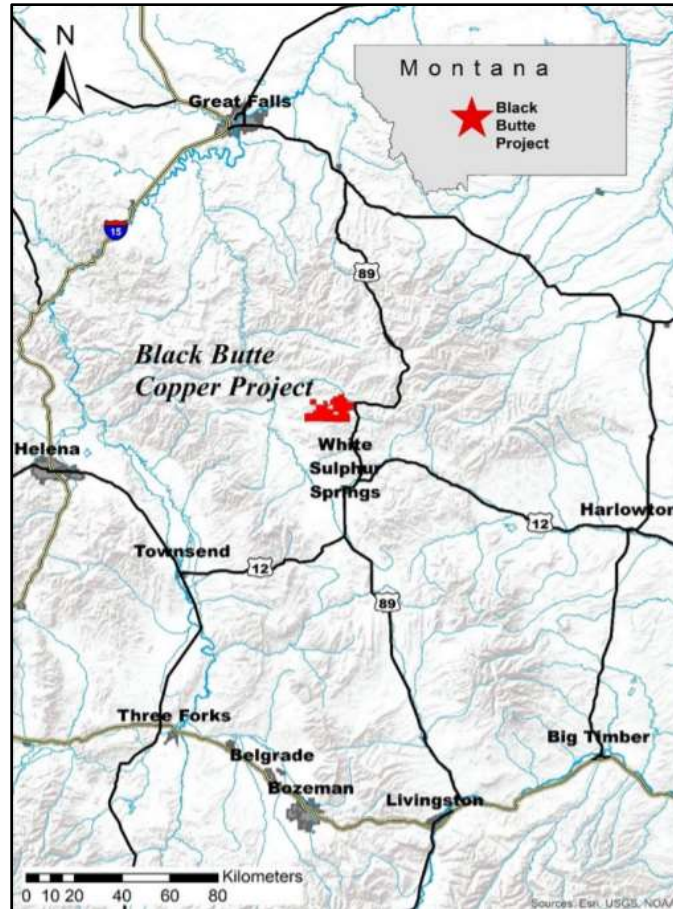 N
Montana
Black
Butte
Project
Great Falls
15
89
Black Butte
Copper Project
White
Sulphur
Springs
Helena
12
Harlowton
Townsend
12
89
Three Forks
Big Timber
Belgrade
Bozeman
Livingston
Kilometers
0 10 20 40 60 80
Sources: Esri, USGS, NOAA